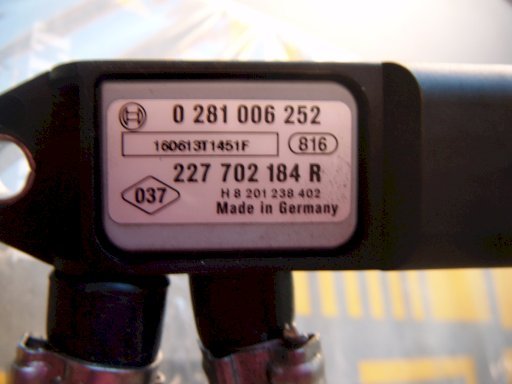 0 281 006 252
160613T1451F 816
227 702 184 R
037 H 8 201 238 402
Made in Germany